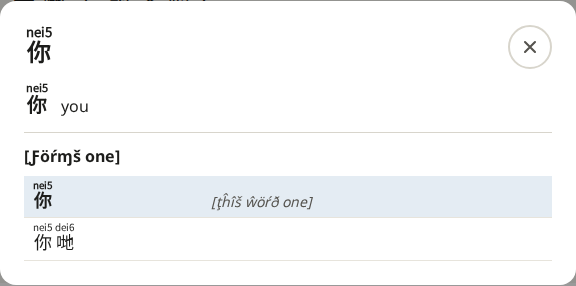 nei5
你
nei5
你 you
[Ƒöŕɱš one]
nei5
你 [ţĥîš ŵöŕð one]
nei5 dei6
你 哋